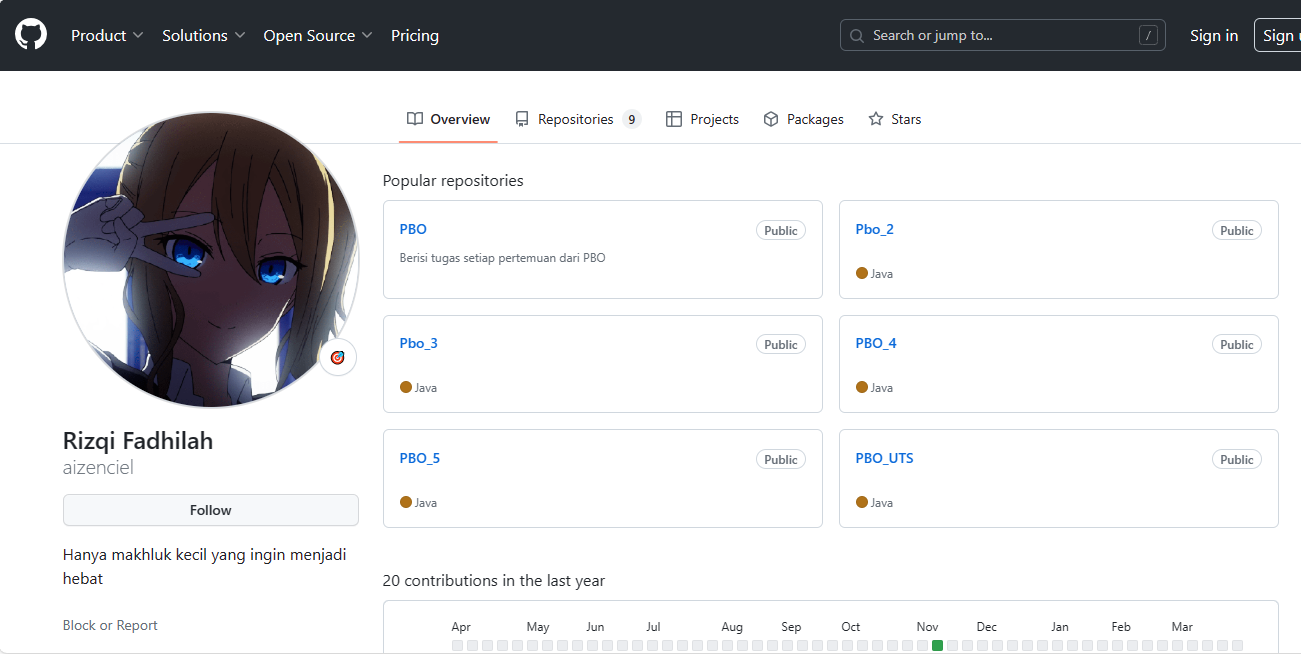 Product Solutions Open Source Pricing Search or jump to... / Sign in Sign u
Overview Repositories 9 Projects Packages Stars
Popular repositories
PBO Public
Berisi tugas setiap pertemuan dari PBO
Pbo_2 Public
Java
Pbo_3 Public
Java
PBO_4 Public
Java
PBO_5 Public
Java
PBO_UTS Public
Java
Rizqi Fadhilah
aizenciel
Follow
Hanya makhluk kecil yang ingin menjadi
hebat
Block or Report
20 contributions in the last year
Apr May Jun Jul Aug Sep Oct Nov Dec Jan Feb Mar